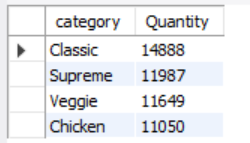 category Quantity
Classic 14888
Supreme 11987
Veggie 11649
Chicken 11050